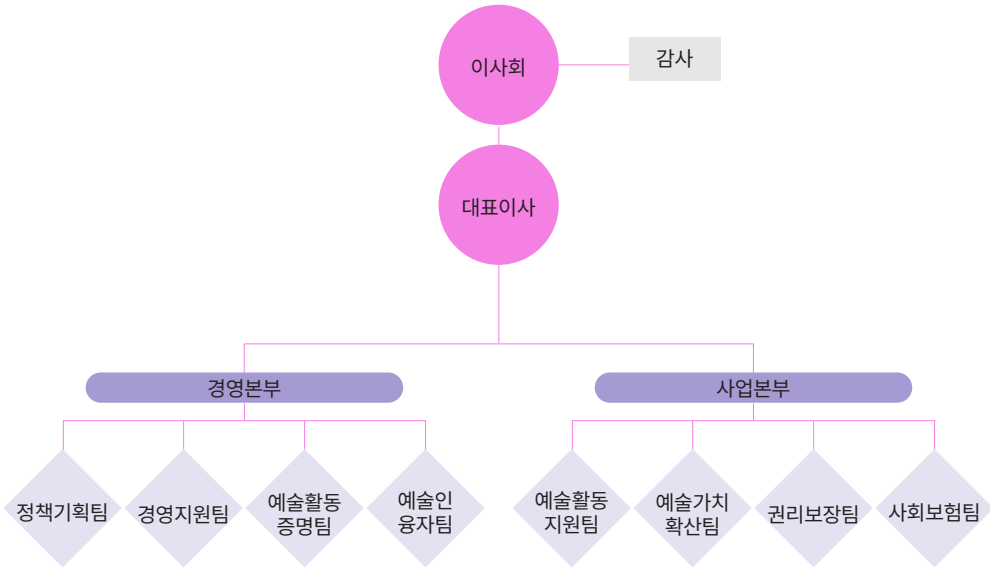 이사회
감사
대표이사
경영본부
사업본부
정책기획팀
경영지원팀
예술활동
증명팀
예술인
융자팀
예술활동
지원팀
예술가치
확산팀
권리보장팀
사회보험팀